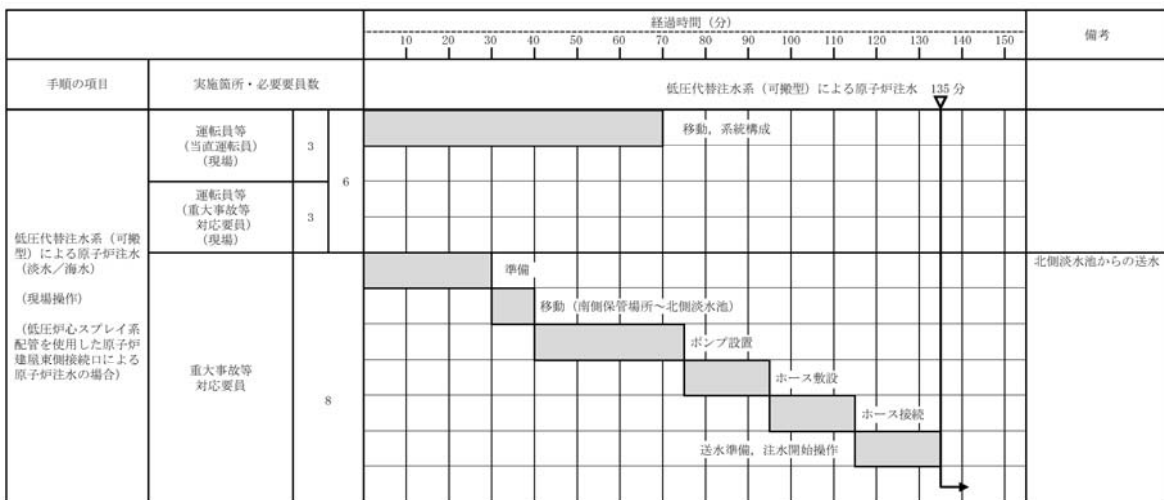 経過時間（分）
備考
10 20 30 40 50 60 70 80 90 100 110 120 130 140 150
手順の項目
実施箇所・必要要員数
低圧代替注水系（可搬型）による原子炉注水 135分
低圧代替注水系（可搬
型）による原子炉注水
（淡水／海水）
（現場操作）
（低圧炉心スプレイ系
配管を使用した原子炉
建屋東側接続口による
原子炉注水の場合）
運転員等
（当直運転員）
（現場）
3
運転員等
（重大事故等
対応要員）
（現場）
3
6
移動，系統構成
重大事故等
対応要員
8
準備
移動（南側保管場所～北側淡水池）
ポンプ設置
ホース敷設
ホース接続
送水準備，注水開始操作
北側淡水池からの送水